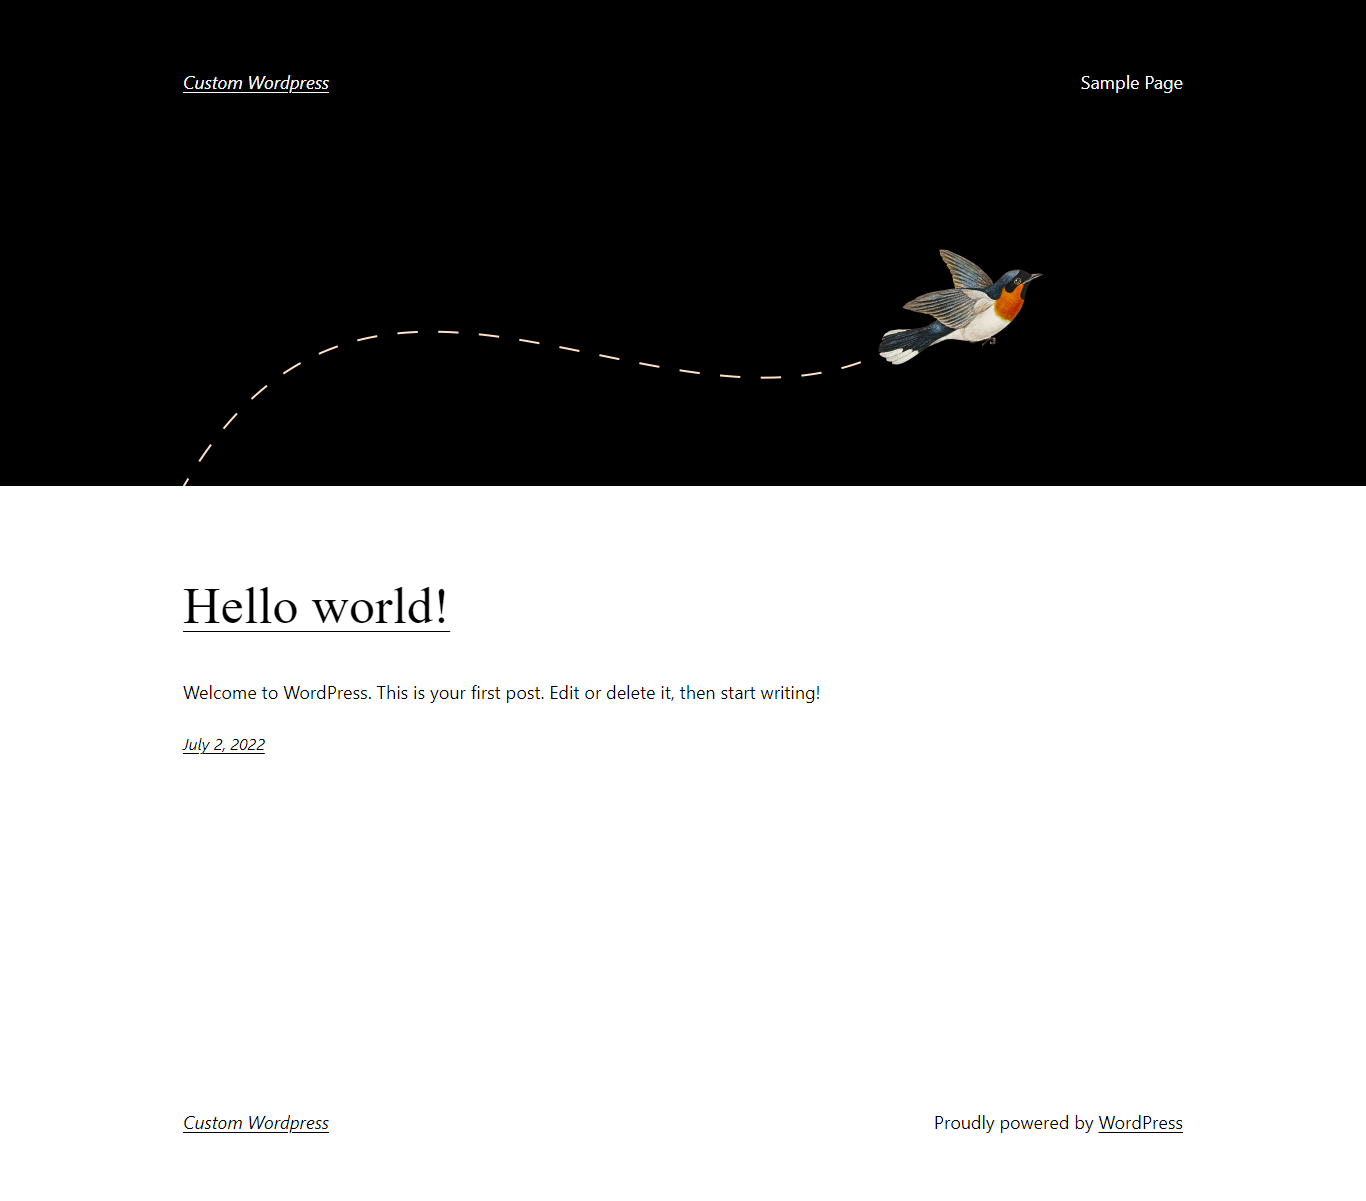 Custom Wordpress
Sample Page
Hello world!
Welcome to WordPress. This is your first post. Edit or delete it, then start writing!
July 2, 2022
Custom Wordpress
Proudly powered by WordPress